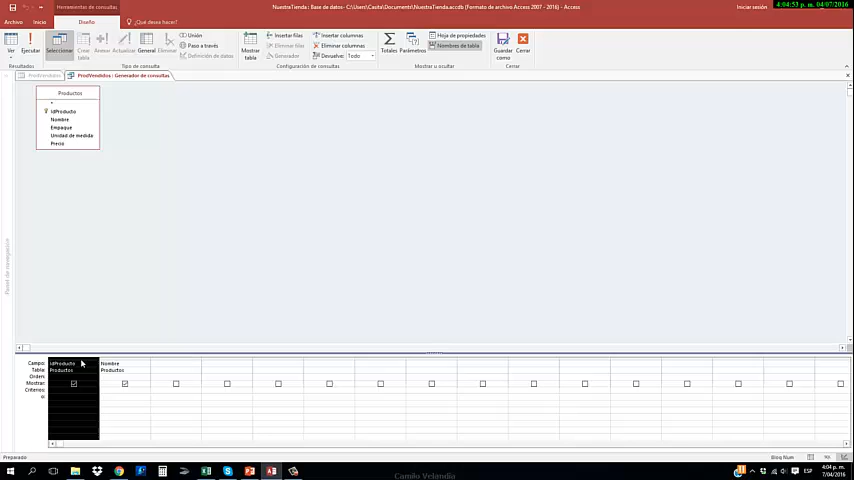 Herramientas de consultas
NuestraTienda : Base de datos- C:\Users\Casita\Documents\NuestraTienda.accdb (Formato de archivo Access 2007 - 2016) - Access
Iniciar sesión
4:04:53 p. m. 04/07/2016
Archivo Inicio Diseño ¿Qué desea hacer?
Ver Ejecutar Seleccionar Crear tabla Anexar Actualizar General Eliminar
Unión
Paso a través
Definición de datos
Mostrar tabla
Insertar filas
Eliminar filas
Generador
Insertar columnas
Eliminar columnas
Devuelve: Todo
Totales Parámetros
Hoja de propiedades
Nombres de tabla
Guardar como Cerrar
Resultados Tipo de consulta Configuración de consultas Mostrar u ocultar Cerrar
ProdVendidos ProdVendidos : Generador de consultas
Productos
*
IdProducto
Nombre
Empaque
Unidad de medida
Precio
Panel de navegación
Campo: IdProducto Nombre
Tabla: Productos Productos
Orden:
Mostrar:
Criterios:
o:
Preparado
Bloq Num
SQL
ESP
4:04 p. m.
7/04/2016
Camilo Velandia